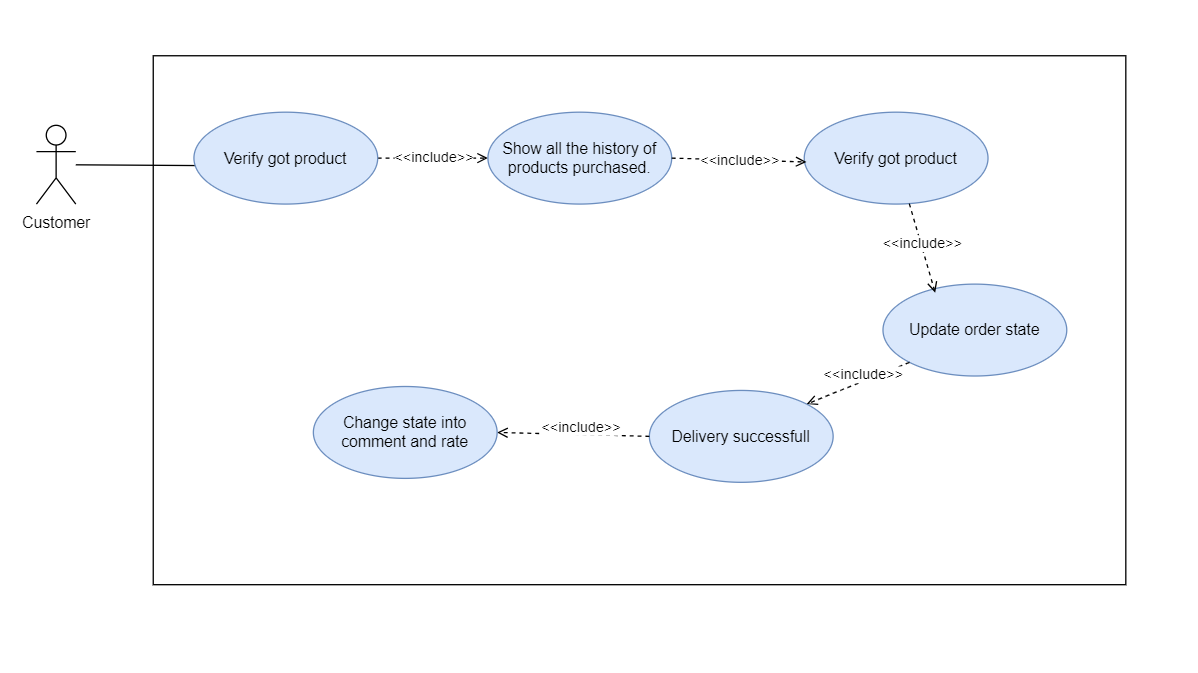 Customer
Verify got product
<<include>>
Show all the history of
products purchased.
<<include>>
Verify got product
<<include>>
Update order state
<<include>>
Delivery successfull
<<include>>
Change state into
comment and rate